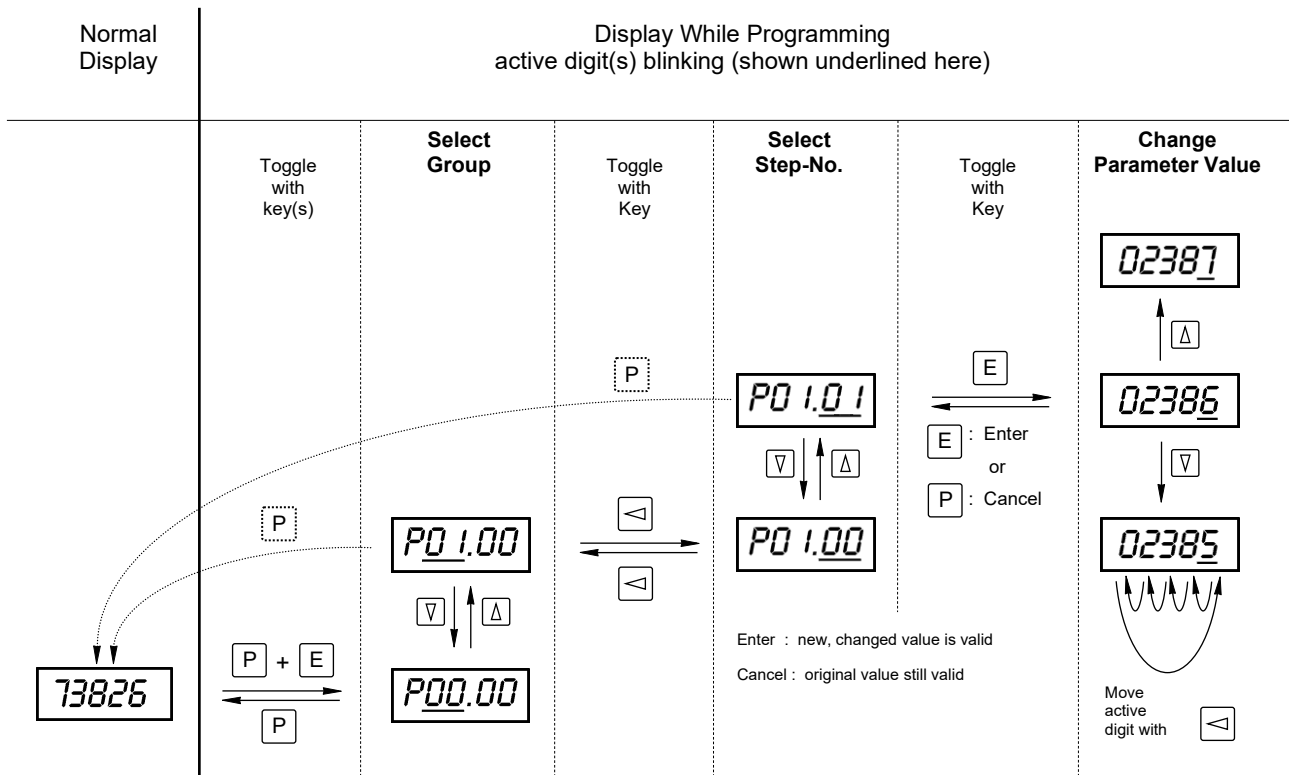 Normal
Display
Display While Programming
active digit(s) blinking (shown underlined here)
Toggle
with
key(s)
Select
Group
Toggle
with
Key
Select
Step-No.
Toggle
with
Key
Change
Parameter Value
02387
P
P01.01
E
02386
E : Enter
or
P : Cancel
P
P01.00
P01.00
02385
Enter : new, changed value is valid
Cancel : original value still valid
73826
P + E
P
P00.00
Move
active
digit with